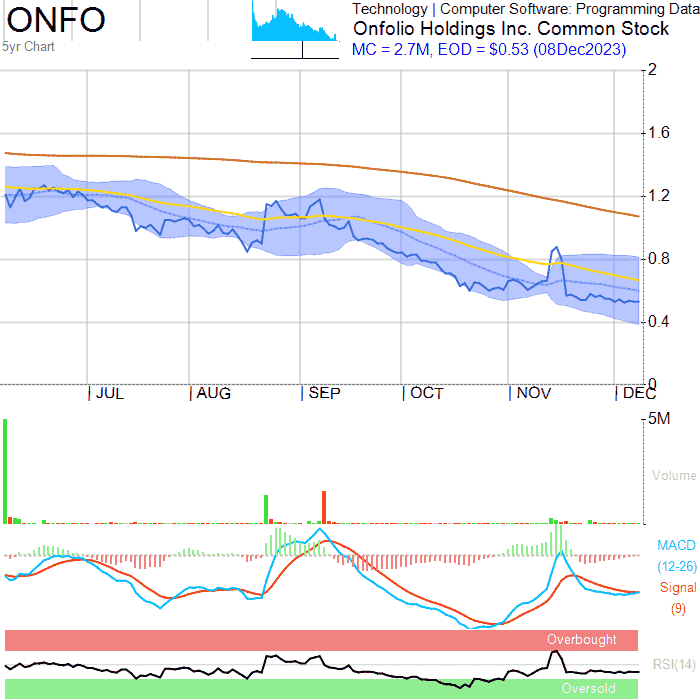 ONFO
5yr Chart
Technology | Computer Software: Programming Data
Onfolio Holdings Inc. Common Stock
MC = 2.7M, EOD = $0.53 (08Dec2023)
2
1.6
1.2
0.8
0.4
0
JUL AUG SEP OCT NOV DEC
5M
Volume
MACD
(12-26)
Signal
(9)
Overbought
RSI(14)
Oversold